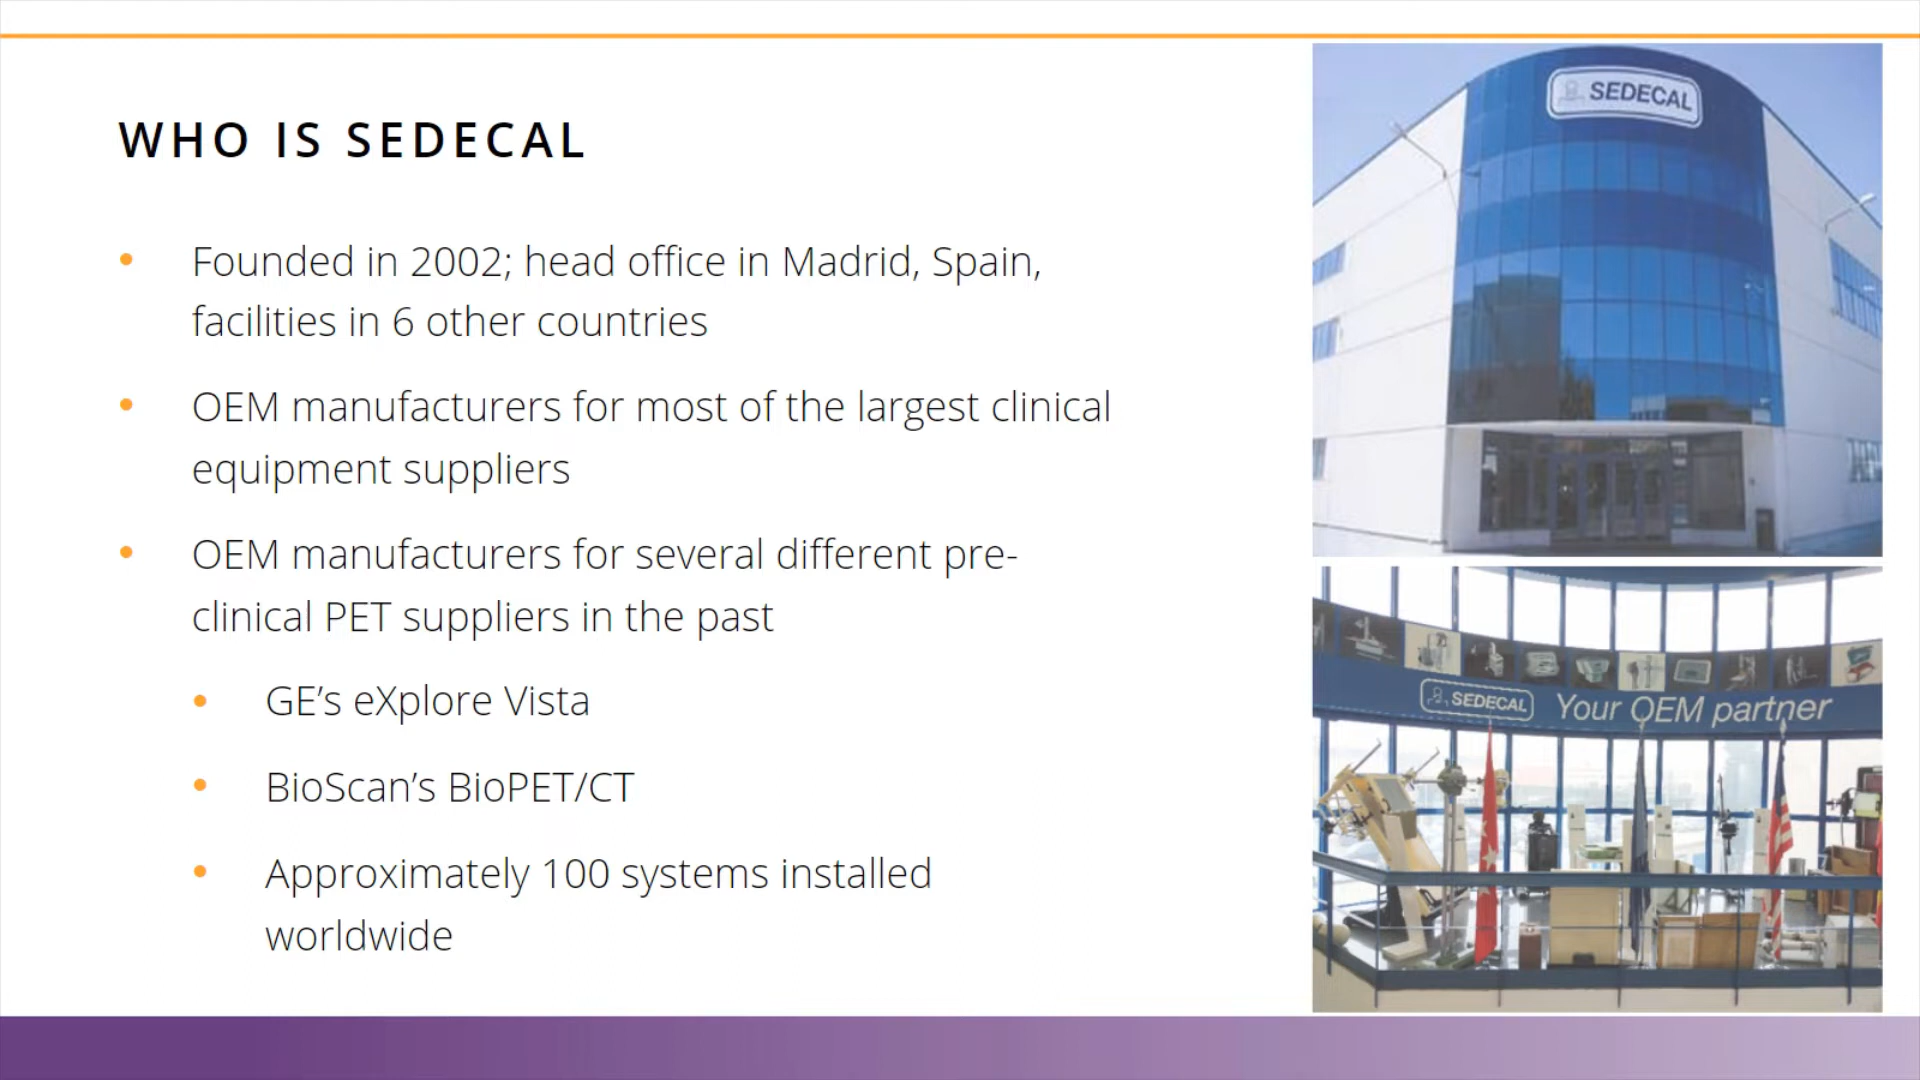 WHO IS SEDECAL
• Founded in 2002; head office in Madrid, Spain,
facilities in 6 other countries
• OEM manufacturers for most of the largest clinical
equipment suppliers
• OEM manufacturers for several different pre-
clinical PET suppliers in the past
• GE’s eXplore Vista
• BioScan’s BioPET/CT
• Approximately 100 systems installed
worldwide
SEDECAL
SEDECAL Your OEM partner